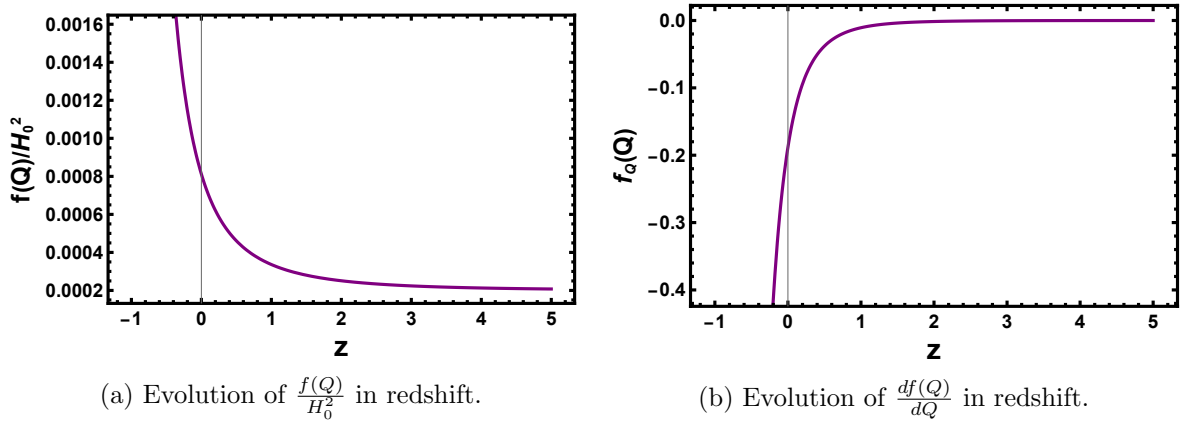 0.0016
0.0014
0.0012
0.0010
0.0008
0.0006
0.0004
0.0002
f(Q)/H₀²
-1 0 1 2 3 4 5
z
(a) Evolution of f(Q)/H₀² in redshift.
0.0
-0.1
-0.2
-0.3
-0.4
f_Q(Q)
-1 0 1 2 3 4 5
z
(b) Evolution of df(Q)/dQ in redshift.